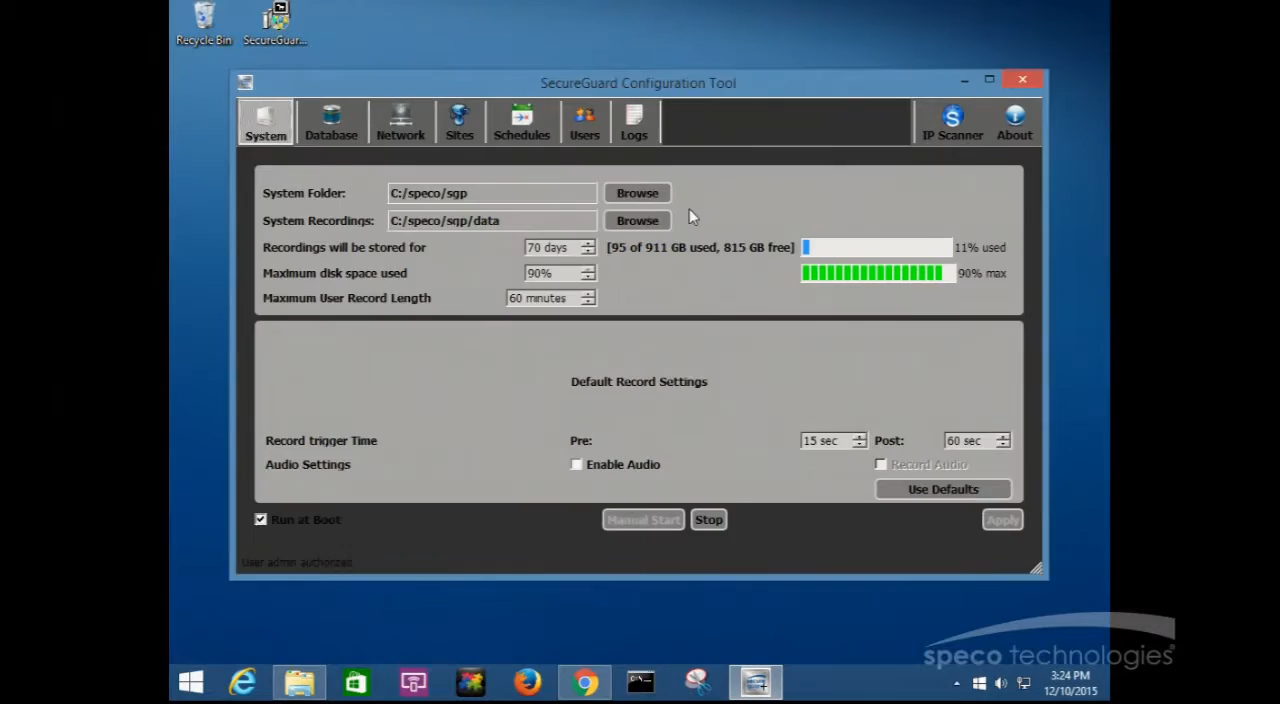 Recycle Bin
SecureGuar...
SecureGuard Configuration Tool
System
Database
Network
Sites
Schedules
Users
Logs
IP Scanner
About
System Folder: C:/speco/sgp Browse
System Recordings: C:/speco/sgp/data Browse
Recordings will be stored for 70 days [95 of 911 GB used, 815 GB free] 11% used
Maximum disk space used 90% 90% max
Maximum User Record Length 60 minutes
Default Record Settings
Record trigger Time Pre: 15 sec Post: 60 sec
Audio Settings Enable Audio Record Audio
Use Defaults
Run at Boot Manual Start Stop Apply
User admin authorized.
speco technologies®
3:24 PM
12/10/2015